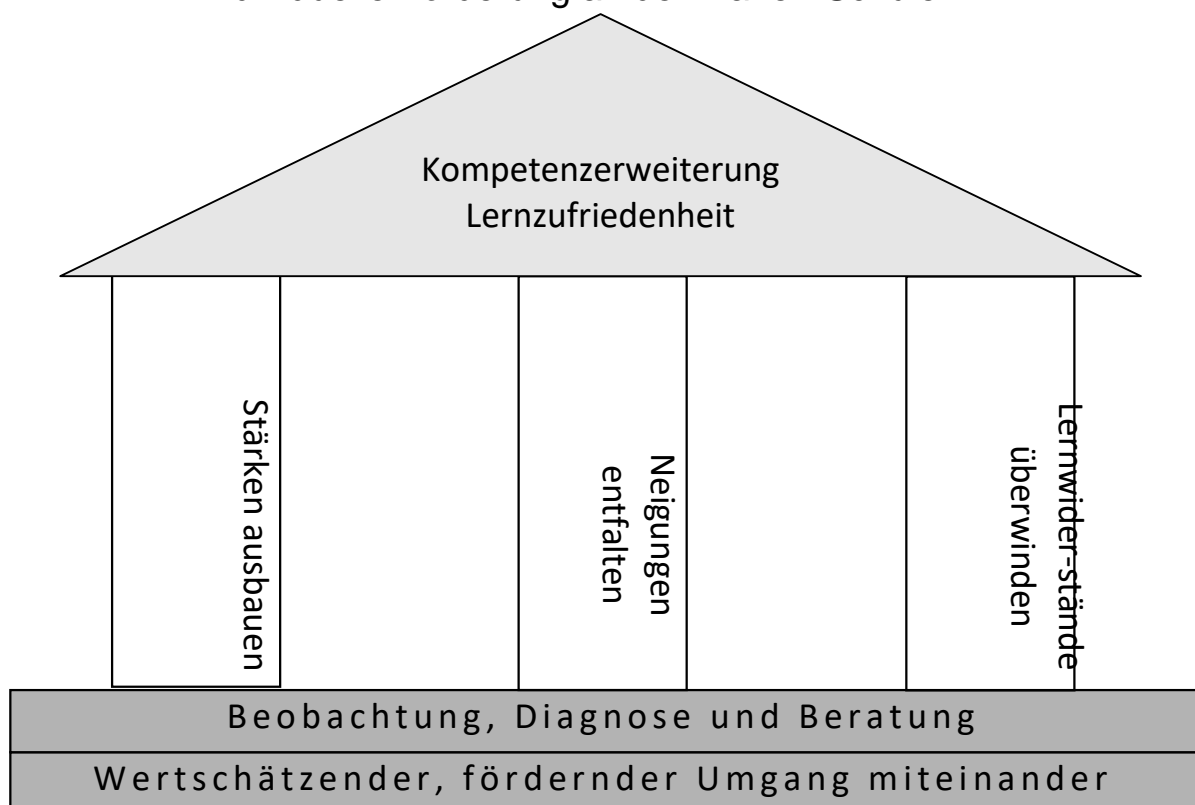 Kompetenzerweiterung
Lernzufriedenheit
Stärken ausbauen
Neigungen
entfalten
Lernwider-stände
überwinden
Beobachtung, Diagnose und Beratung
Wertschätzender, fördernder Umgang miteinander